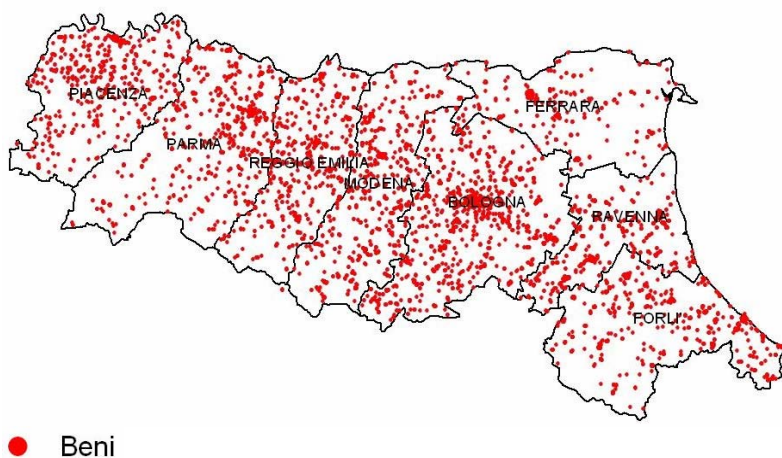 PIACENZA
PARMA
REGGIO EMILIA
MODENA
BOLOGNA
FERRARA
RAVENNA
FORLI'
Beni